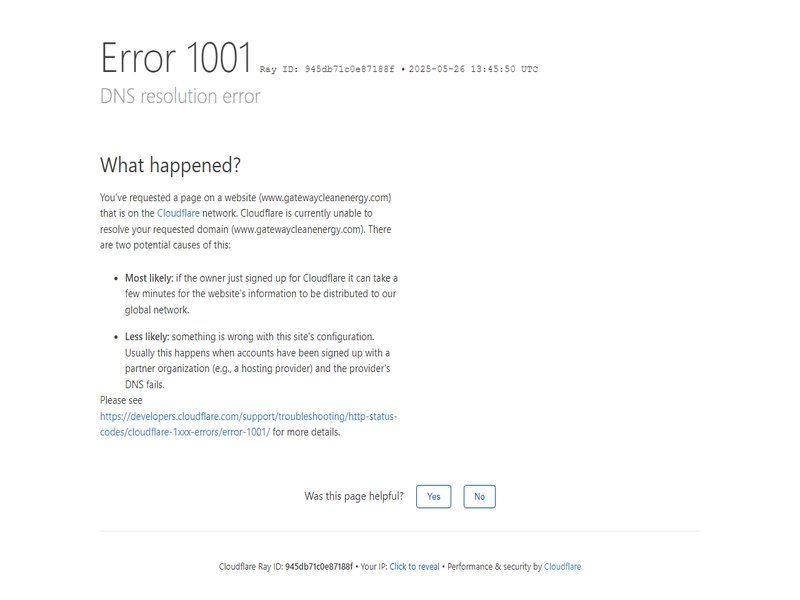 Error 1001 Ray ID: 945db71c0e87188f • 2025-05-26 13:45:50 UTC
DNS resolution error
What happened?
You've requested a page on a website (www.gatewaycleanenergy.com)
that is on the Cloudflare network. Cloudflare is currently unable to
resolve your requested domain (www.gatewaycleanenergy.com). There
are two potential causes of this:
• Most likely: if the owner just signed up for Cloudflare it can take a
few minutes for the website's information to be distributed to our
global network.
• Less likely: something is wrong with this site's configuration.
Usually this happens when accounts have been signed up with a
partner organization (e.g., a hosting provider) and the provider's
DNS fails.
Please see
https://developers.cloudflare.com/support/troubleshooting/http-status-
codes/cloudflare-1xxx-errors/error-1001/ for more details.
Was this page helpful? Yes No
Cloudflare Ray ID: 945db71c0e87188f • Your IP: Click to reveal • Performance & security by Cloudflare